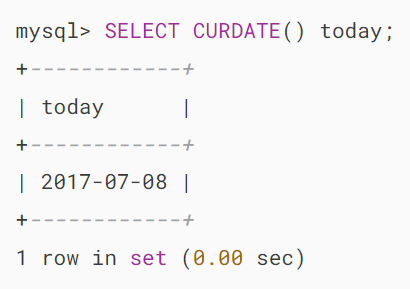 mysql> SELECT CURDATE() today;
+------------+
| today      |
+------------+
| 2017-07-08 |
+------------+
1 row in set (0.00 sec)